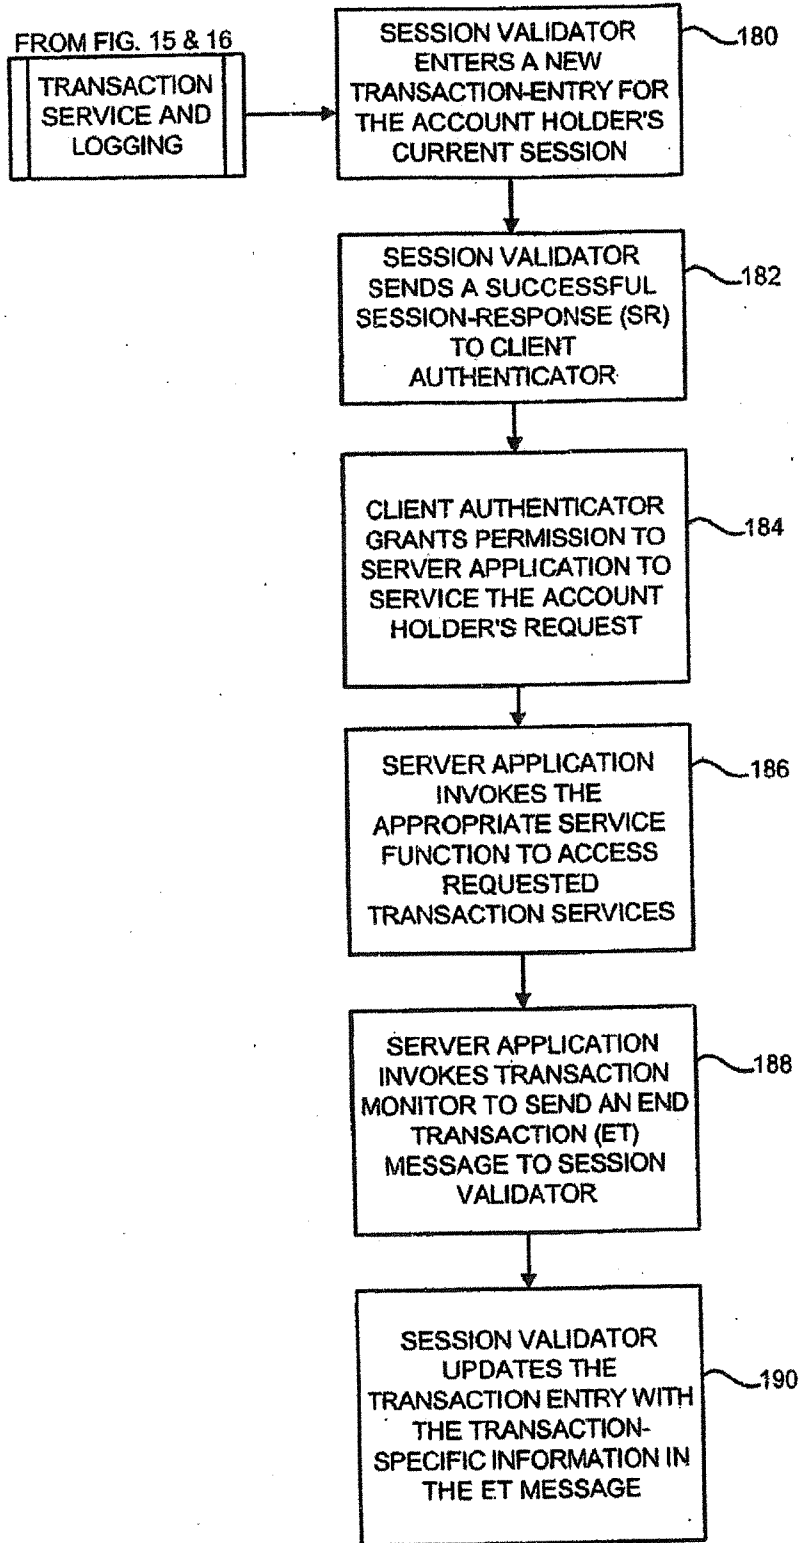 FROM FIG. 15 & 16
TRANSACTION
SERVICE AND
LOGGING
SESSION VALIDATOR
ENTERS A NEW
TRANSACTION-ENTRY FOR
THE ACCOUNT HOLDER'S
CURRENT SESSION
180
SESSION VALIDATOR
SENDS A SUCCESSFUL
SESSION-RESPONSE (SR)
TO CLIENT
AUTHENTICATOR
182
CLIENT AUTHENTICATOR
GRANTS PERMISSION TO
SERVER APPLICATION TO
SERVICE THE ACCOUNT
HOLDER'S REQUEST
184
SERVER APPLICATION
INVOKES THE
APPROPRIATE SERVICE
FUNCTION TO ACCESS
REQUESTED
TRANSACTION SERVICES
186
SERVER APPLICATION
INVOKES TRANSACTION
MONITOR TO SEND AN END
TRANSACTION (ET)
MESSAGE TO SESSION
VALIDATOR
188
SESSION VALIDATOR
UPDATES THE
TRANSACTION ENTRY WITH
THE TRANSACTION-
SPECIFIC INFORMATION IN
THE ET MESSAGE
190